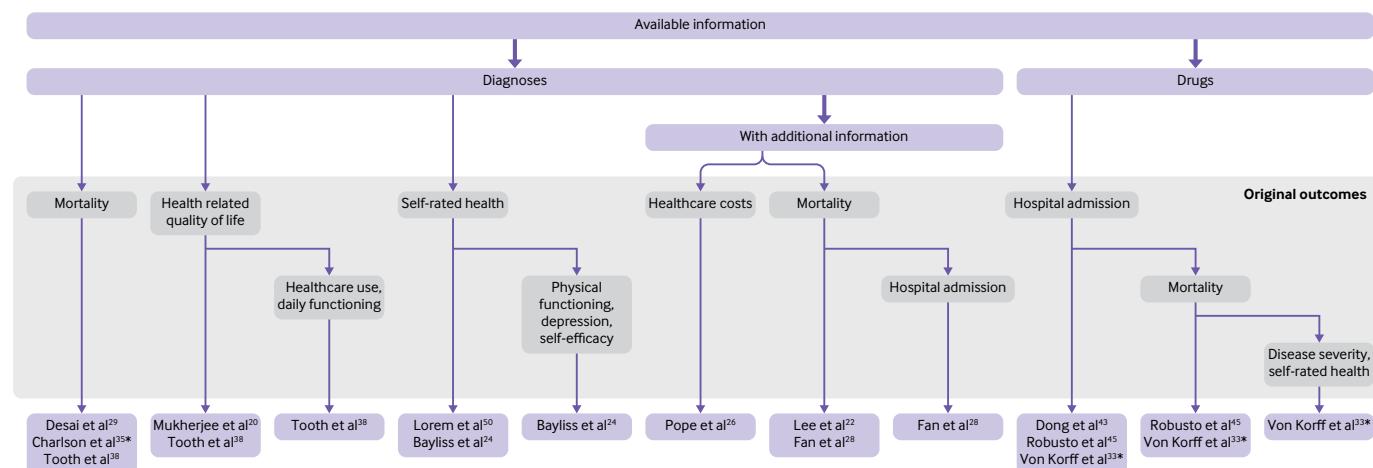 Available information
Diagnoses
Drugs
With additional information
Original outcomes
Mortality
Health related
quality of life
Self-rated health
Healthcare costs
Mortality
Hospital admission
Healthcare use,
daily functioning
Physical
functioning,
depression,
self-efficacy
Hospital admission
Mortality
Disease severity,
self-rated health
Desai et al²⁹
Charlson et al³⁵*
Tooth et al³⁸
Mukherjee et al²⁰
Tooth et al³⁸
Tooth et al³⁸
Lorem et al⁵⁰
Bayliss et al²⁴
Bayliss et al²⁴
Pope et al²⁶
Lee et al²²
Fan et al²⁸
Fan et al²⁸
Dong et al⁴³
Robusto et al⁴⁵
Von Korff et al³³*
Robusto et al⁴⁵
Von Korff et al³³*
Von Korff et al³³*